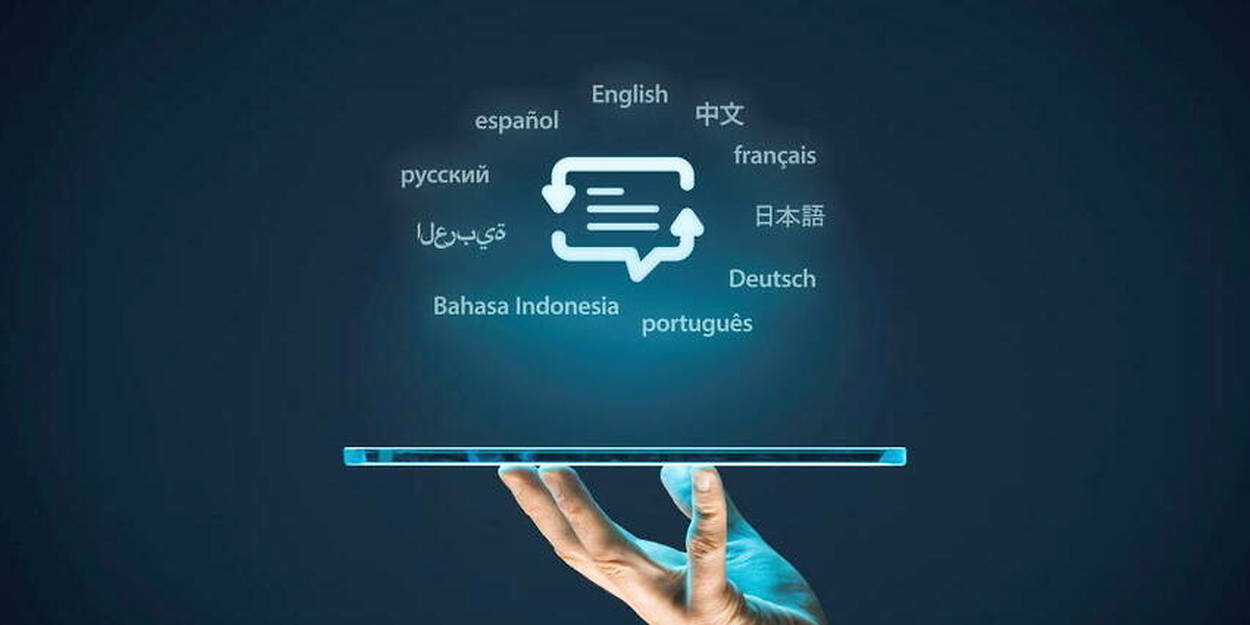 English
español
中文
français
русский
日本語
العربية
Deutsch
Bahasa Indonesia
português